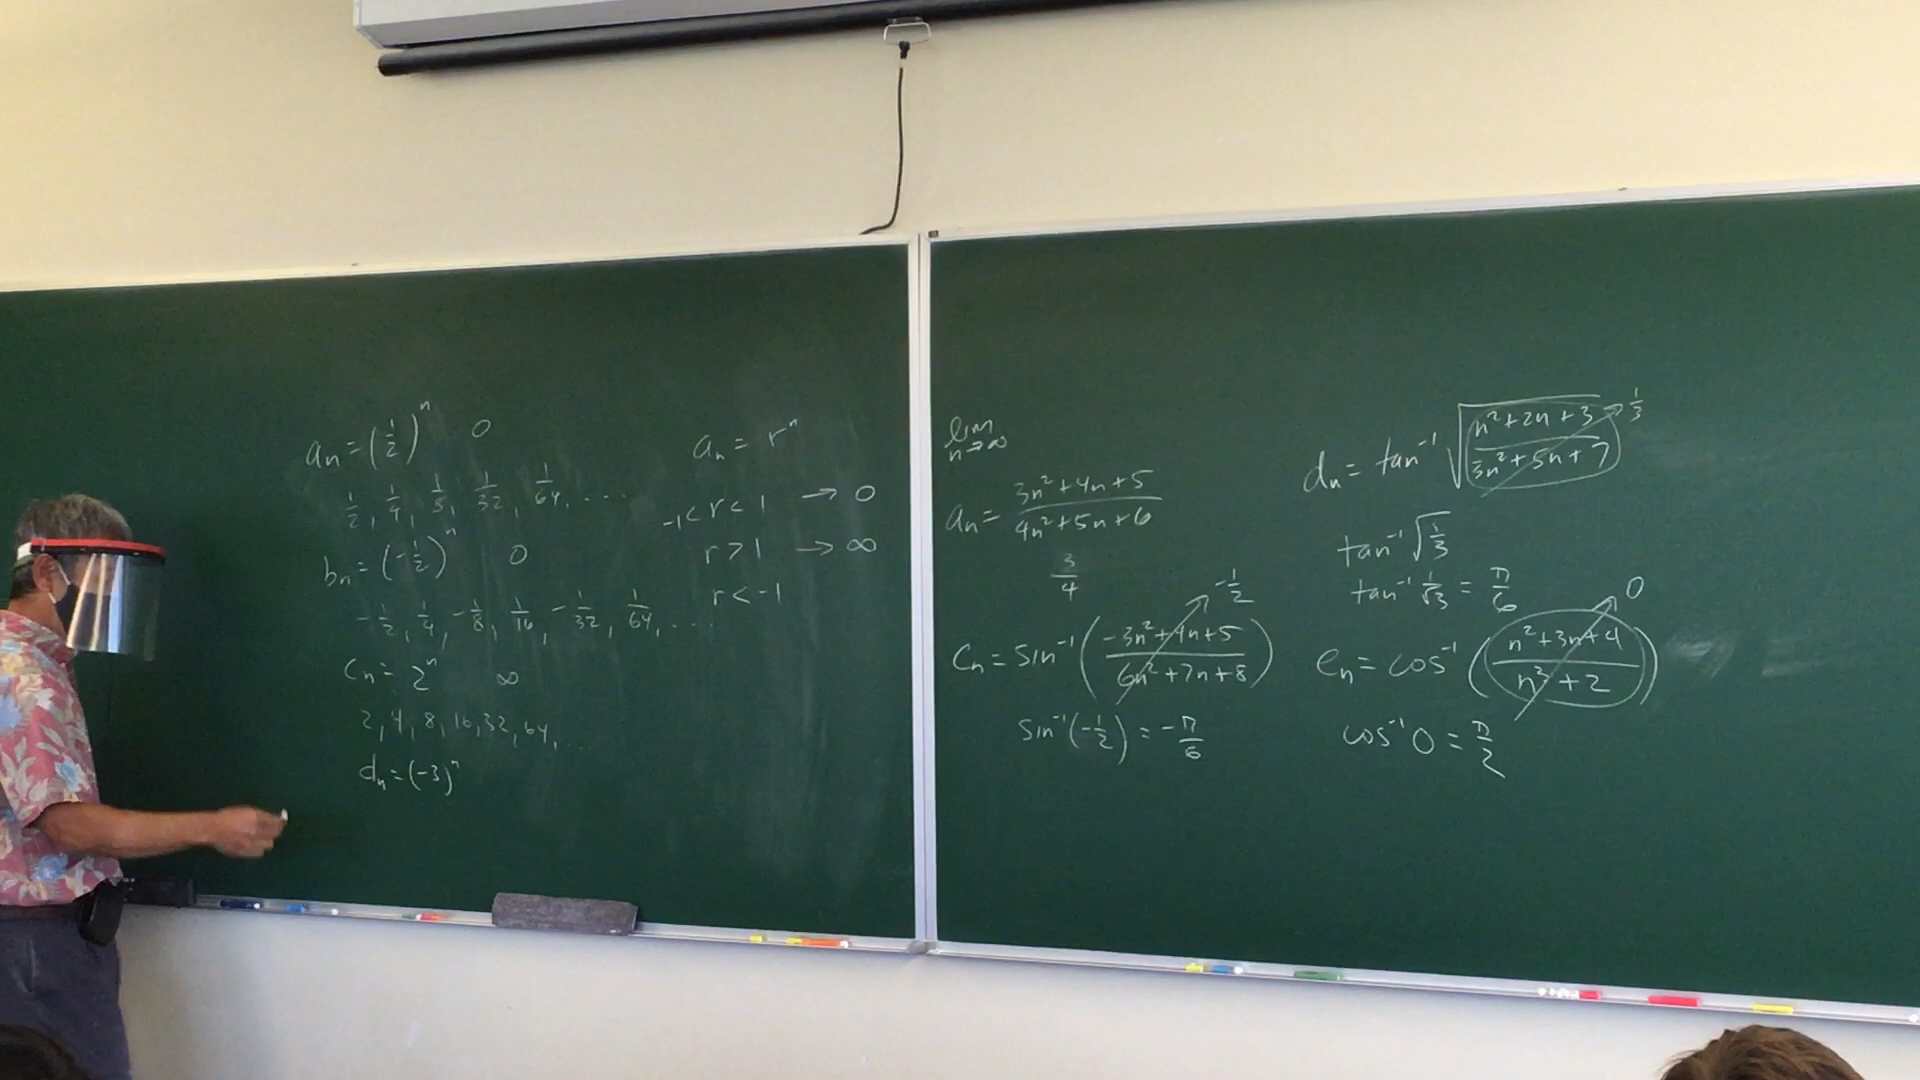 aₙ = (1/2)ⁿ 0
1/2, 1/4, 1/8, 1/32, 1/64, ....
bₙ = (-1/2)ⁿ 0
-1/2, 1/4, -1/8, 1/16, -1/32, 1/64, ...
cₙ = 2ⁿ ∞
2, 4, 8, 16, 32, 64, ...
dₙ = (-3)ⁿ
aₙ = rⁿ
-1 < r < 1 → 0
r > 1 → ∞
r < -1
lim n→∞
aₙ = (3n²+4n+5)/(4n²+5n+6)
3/4
cₙ = sin⁻¹((-3n²+4n+5)/(6n²+7n+8)) → -1/2
sin⁻¹(-1/2) = -π/6
dₙ = tan⁻¹√((n²+2n+3)/(3n²+5n+7)) → 1/3
tan⁻¹√(1/3)
tan⁻¹ 1/√3 = π/6
eₙ = cos⁻¹((n²+3n+4)/(n³+2)) → 0
cos⁻¹ 0 = π/2